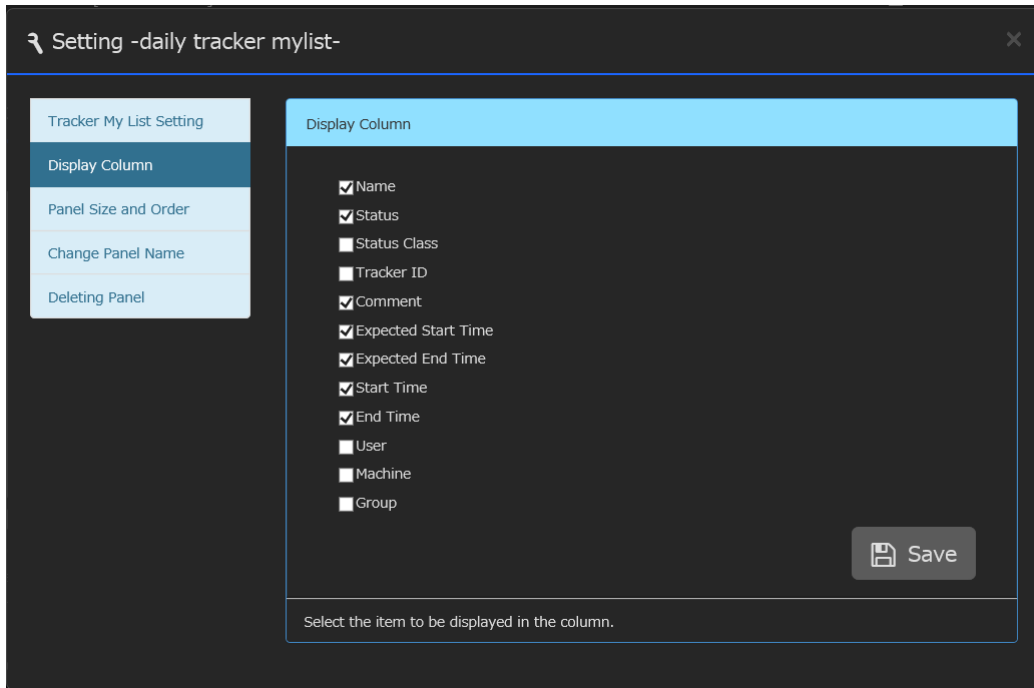 Setting -daily tracker mylist-
Tracker My List Setting
Display Column
Panel Size and Order
Change Panel Name
Deleting Panel
Display Column
Name
Status
Status Class
Tracker ID
Comment
Expected Start Time
Expected End Time
Start Time
End Time
User
Machine
Group
Save
Select the item to be displayed in the column.